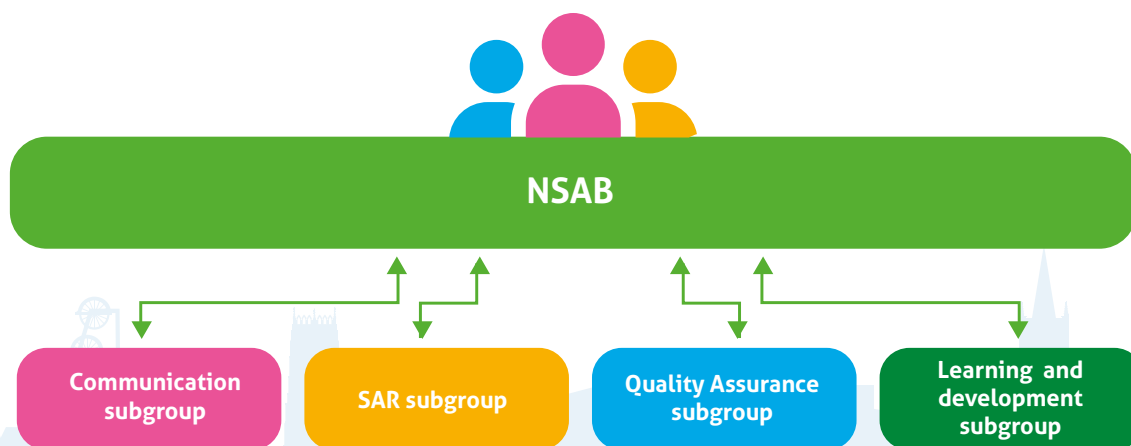 NSAB
Communication
subgroup
SAR subgroup
Quality Assurance
subgroup
Learning and
development
subgroup